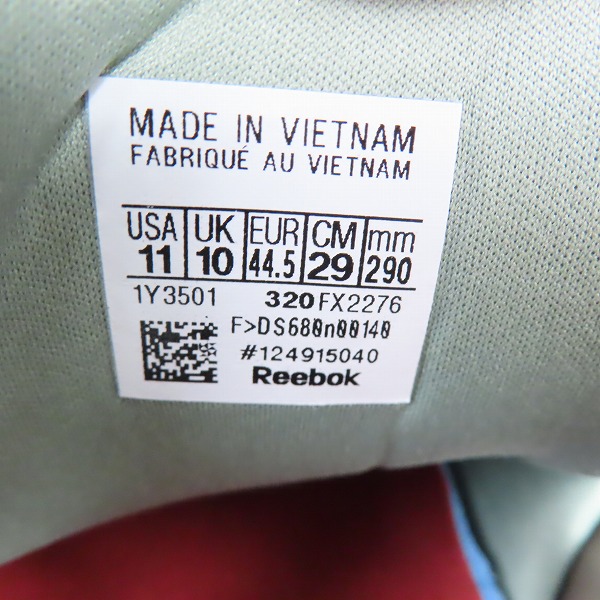 MADE IN VIETNAM
FABRIQUÉ AU VIETNAM
USA UK EUR CM mm
11 10 44.5 29 290
1Y3501 320 FX2276
F>DS680n00140
#124915040
Reebok